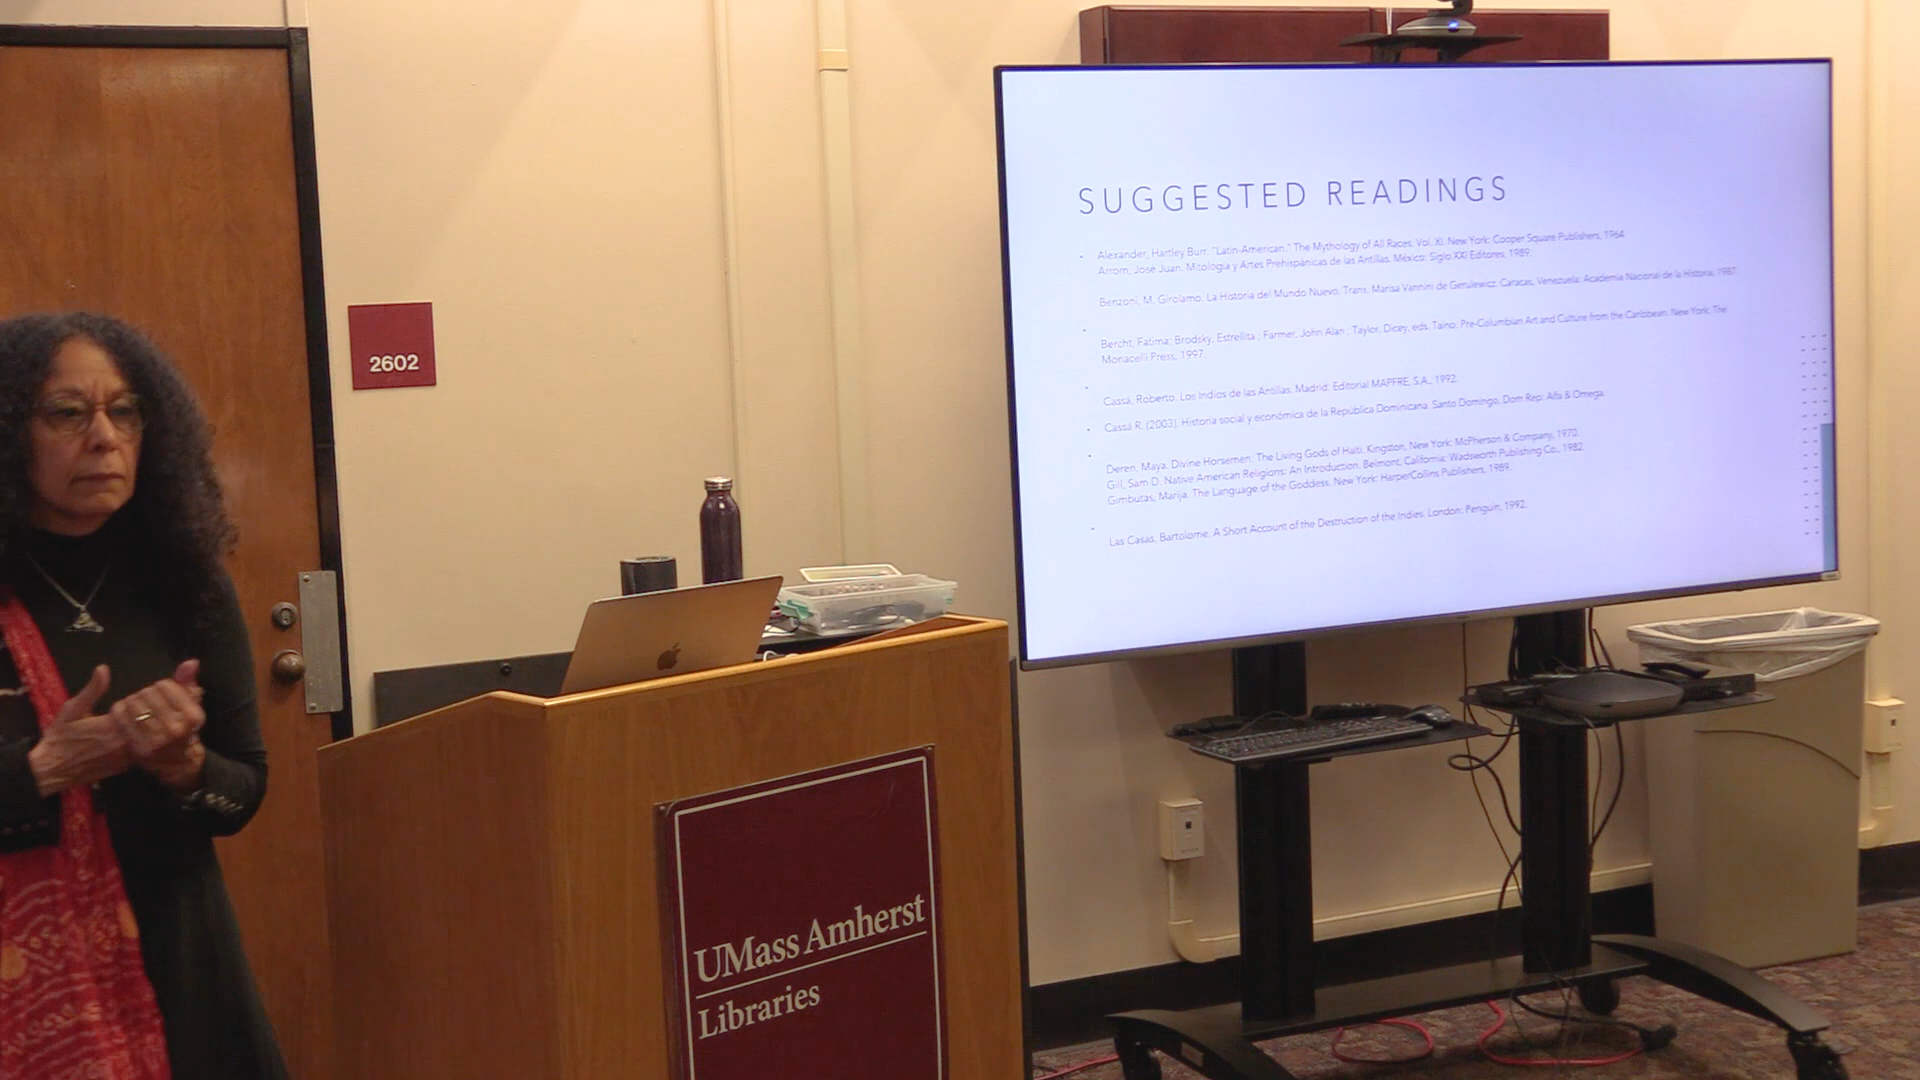 2602
SUGGESTED READINGS
Alexander, Hartley Burr. "Latin-American." The Mythology of All Races. Vol. XI. New York: Cooper Square Publishers, 1964.
Arrom, Jose Juan. Mitología y Artes Prehispánicas de las Antillas. México: Siglo XXI Editores, 1989.
Benzoni, M. Girolamo. La Historia del Mundo Nuevo. Trans. Marisa Vannini de Gerulewicz. Caracas, Venezuela: Academia Nacional de la Historia, 1987.
Bercht, Fatima; Brodsky, Estrellita ; Farmer, John Alan ; Taylor, Dicey, eds. Taino: Pre-Columbian Art and Culture from the Caribbean. New York: The
Monacelli Press, 1997.
Cassá, Roberto. Los Indios de las Antillas. Madrid: Editorial MAPFRE, S.A., 1992.
Cassá R. (2003). Historia social y económica de la República Dominicana. Santo Domingo, Dom Rep: Alfa & Omega.
Deren, Maya. Divine Horsemen: The Living Gods of Haiti. Kingston, New York: McPherson & Company, 1970.
Gill, Sam D. Native American Religions: An Introduction. Belmont, California: Wadsworth Publishing Co., 1982.
Gimbutas, Marija. The Language of the Goddess. New York: HarperCollins Publishers, 1989.
Las Casas, Bartolome. A Short Account of the Destruction of the Indies. London: Penguin, 1992.
UMass Amherst
Libraries